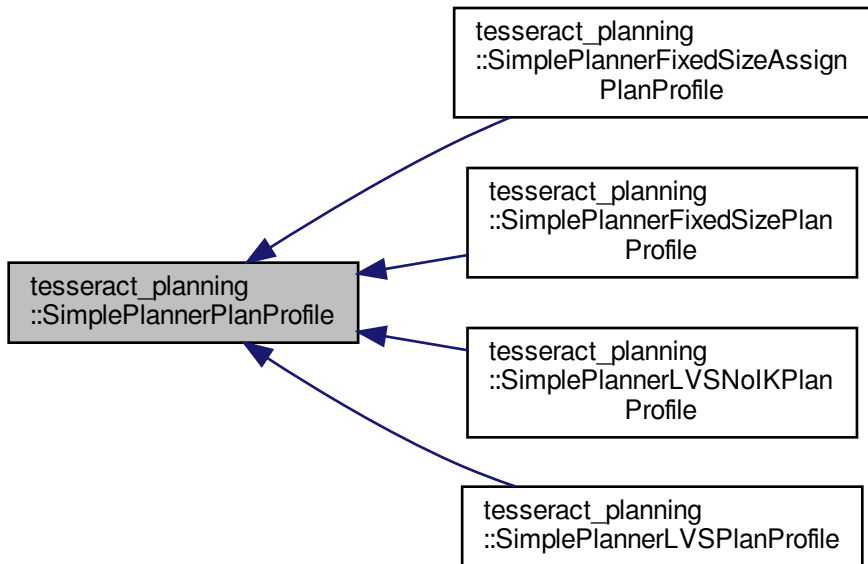 tesseract_planning
::SimplePlannerFixedSizeAssign
PlanProfile
tesseract_planning
::SimplePlannerFixedSizePlan
Profile
tesseract_planning
::SimplePlannerPlanProfile
tesseract_planning
::SimplePlannerLVSNoIKPlan
Profile
tesseract_planning
::SimplePlannerLVSPlanProfile